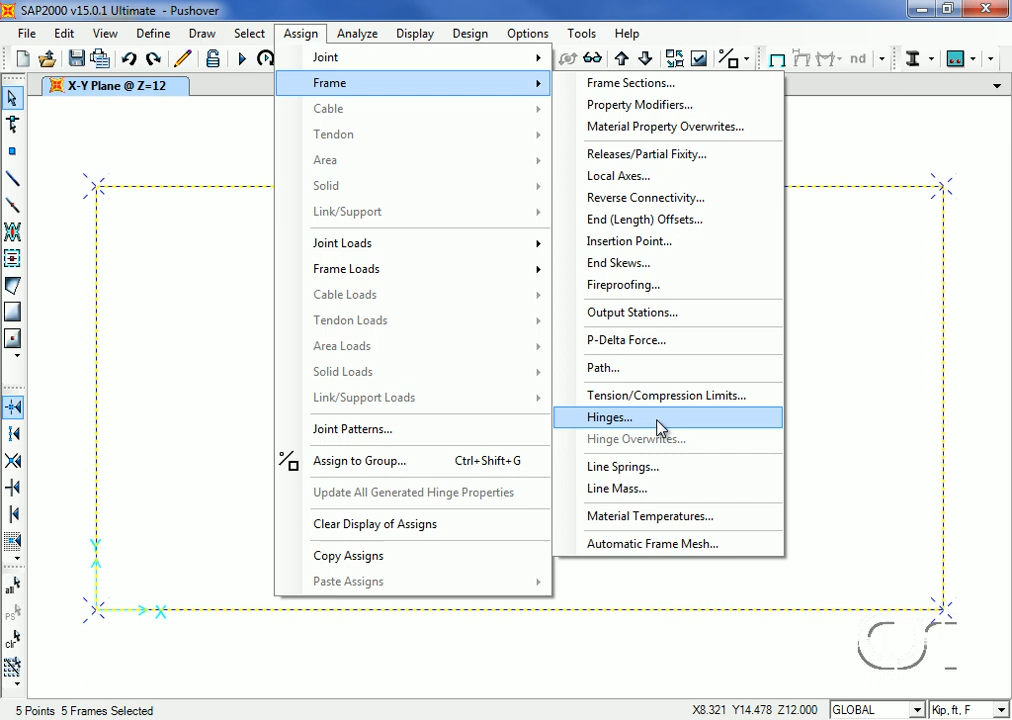 SAP2000 v15.0.1 Ultimate - Pushover
File Edit View Define Draw Select Assign Analyze Display Design Options Tools Help
nd
X-Y Plane @ Z=12
Joint
Frame
Cable
Tendon
Area
Solid
Link/Support
Joint Loads
Frame Loads
Cable Loads
Tendon Loads
Area Loads
Solid Loads
Link/Support Loads
Joint Patterns...
Assign to Group... Ctrl+Shift+G
Update All Generated Hinge Properties
Clear Display of Assigns
Copy Assigns
Paste Assigns
Frame Sections...
Property Modifiers...
Material Property Overwrites...
Releases/Partial Fixity...
Local Axes...
Reverse Connectivity...
End (Length) Offsets...
Insertion Point...
End Skews...
Fireproofing...
Output Stations...
P-Delta Force...
Path...
Tension/Compression Limits...
Hinges...
Hinge Overwrites...
Line Springs...
Line Mass...
Material Temperatures...
Automatic Frame Mesh...
all
PS
clr
Y
X
5 Points 5 Frames Selected
X8.321 Y14.478 Z12.000
GLOBAL
Kip, ft, F